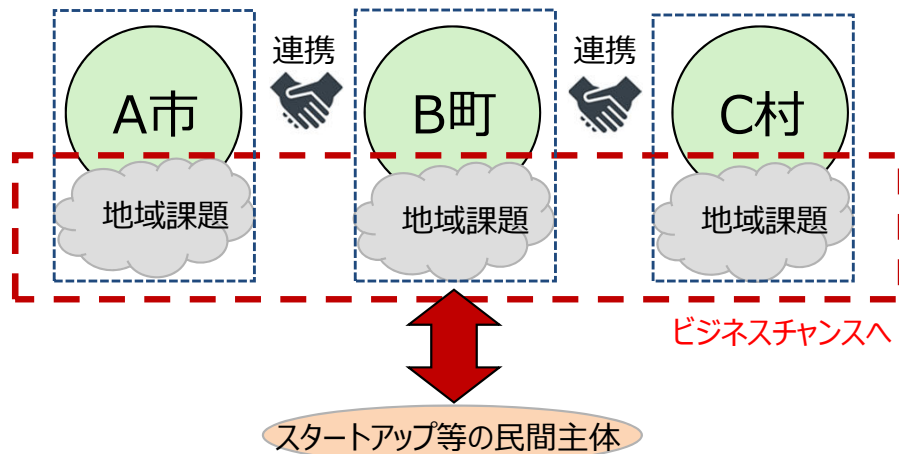 連携
連携
A市
B町
C村
地域課題
地域課題
地域課題
ビジネスチャンスへ
スタートアップ等の民間主体